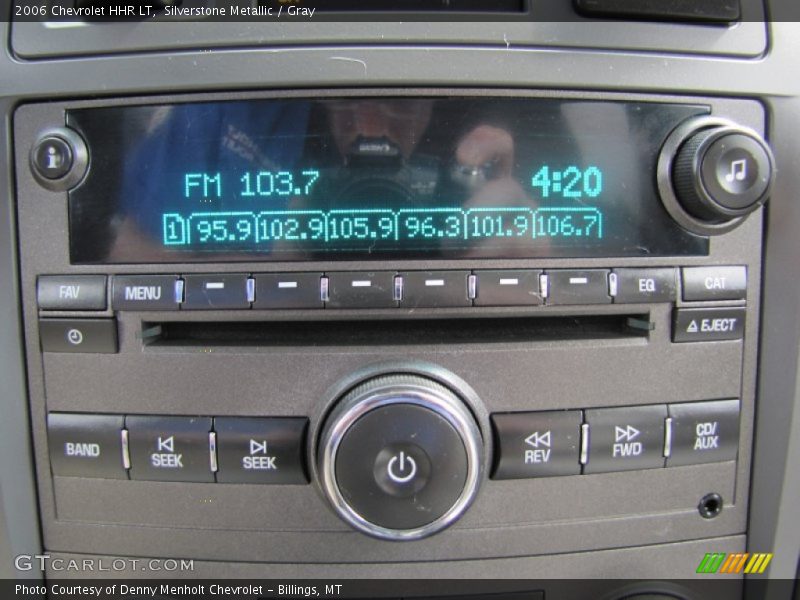 2006 Chevrolet HHR LT,  Silverstone Metallic / Gray
FM 103.7 4:20
1 95.9 102.9 105.9 96.3 101.9 106.7
FAV MENU EQ CAT
EJECT
BAND SEEK SEEK REV FWD CD/
AUX
GTCARLOT.COM
Photo Courtesy of Denny Menholt Chevrolet - Billings, MT